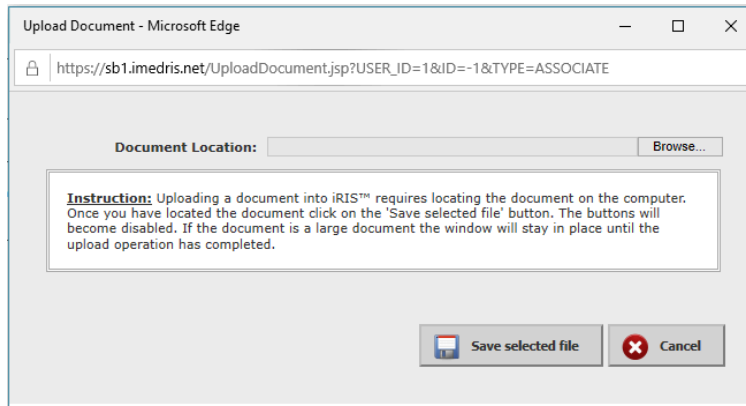 Upload Document - Microsoft Edge
https://sb1.imedris.net/UploadDocument.jsp?USER_ID=1&ID=-1&TYPE=ASSOCIATE
Document Location: Browse...
Instruction: Uploading a document into iRIS™ requires locating the document on the computer.
Once you have located the document click on the 'Save selected file' button. The buttons will
become disabled. If the document is a large document the window will stay in place until the
upload operation has completed.
Save selected file Cancel